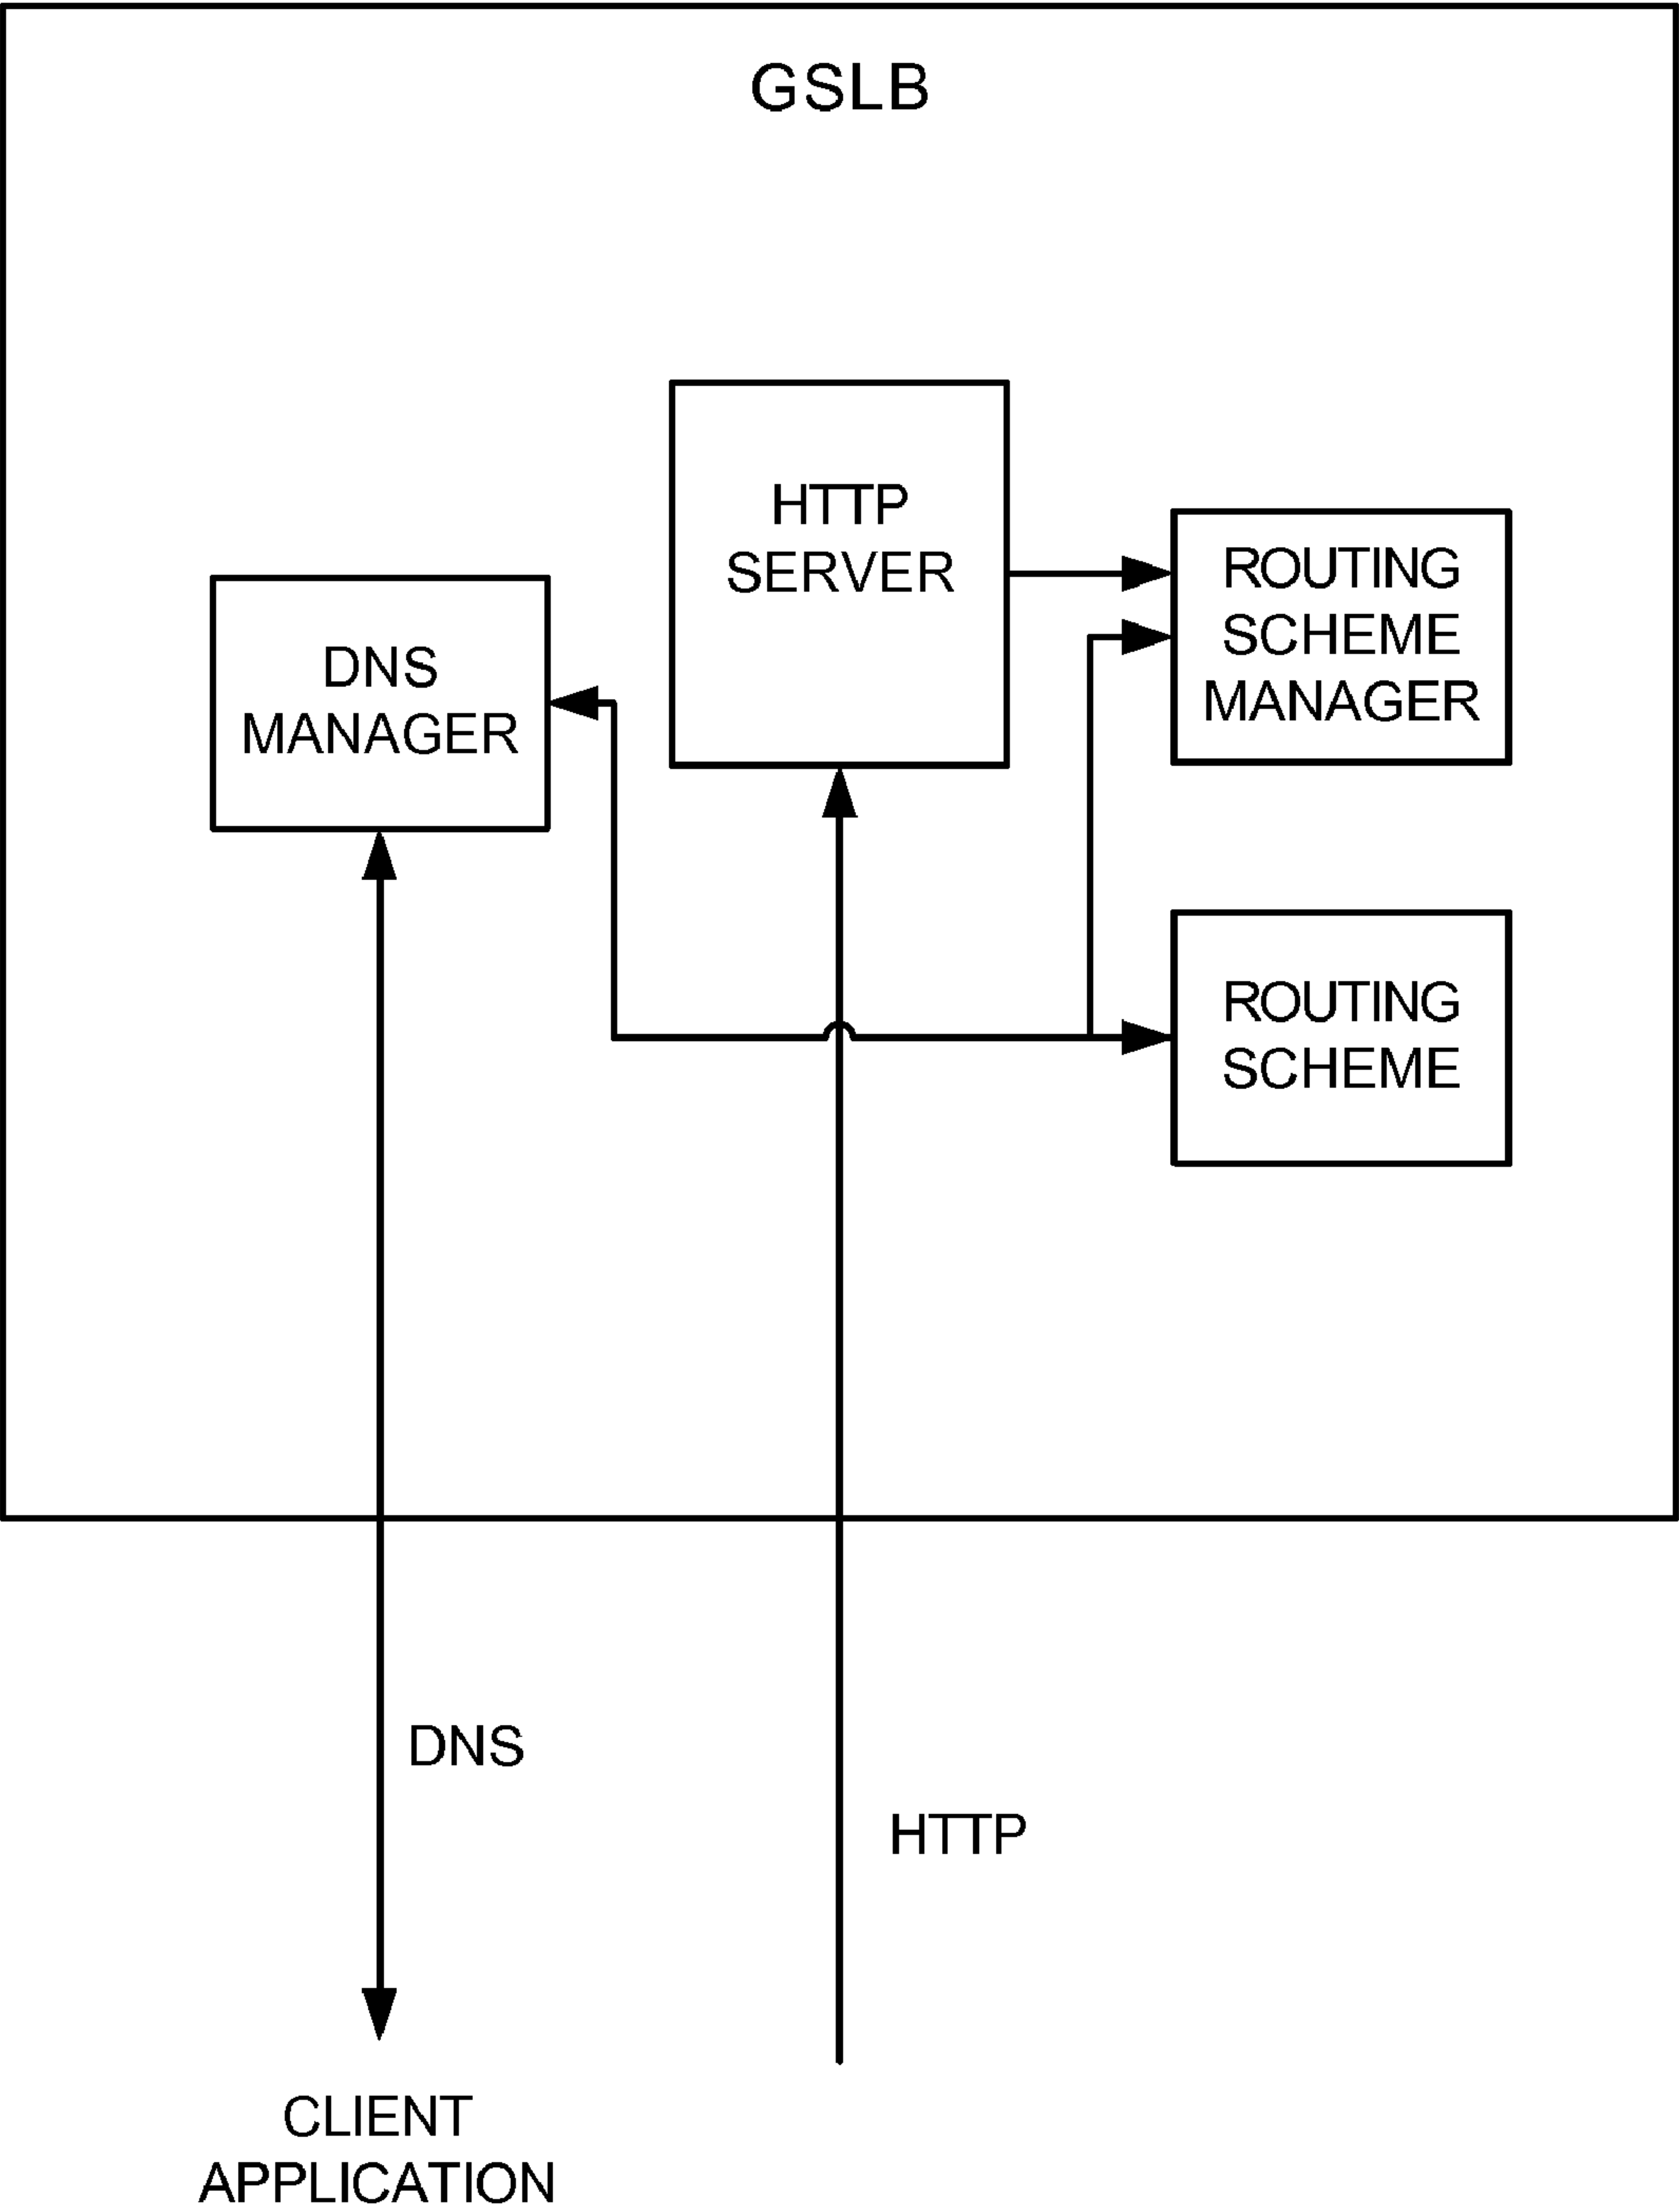 GSLB
HTTP
SERVER
ROUTING
SCHEME
MANAGER
DNS
MANAGER
ROUTING
SCHEME
DNS
HTTP
CLIENT
APPLICATION